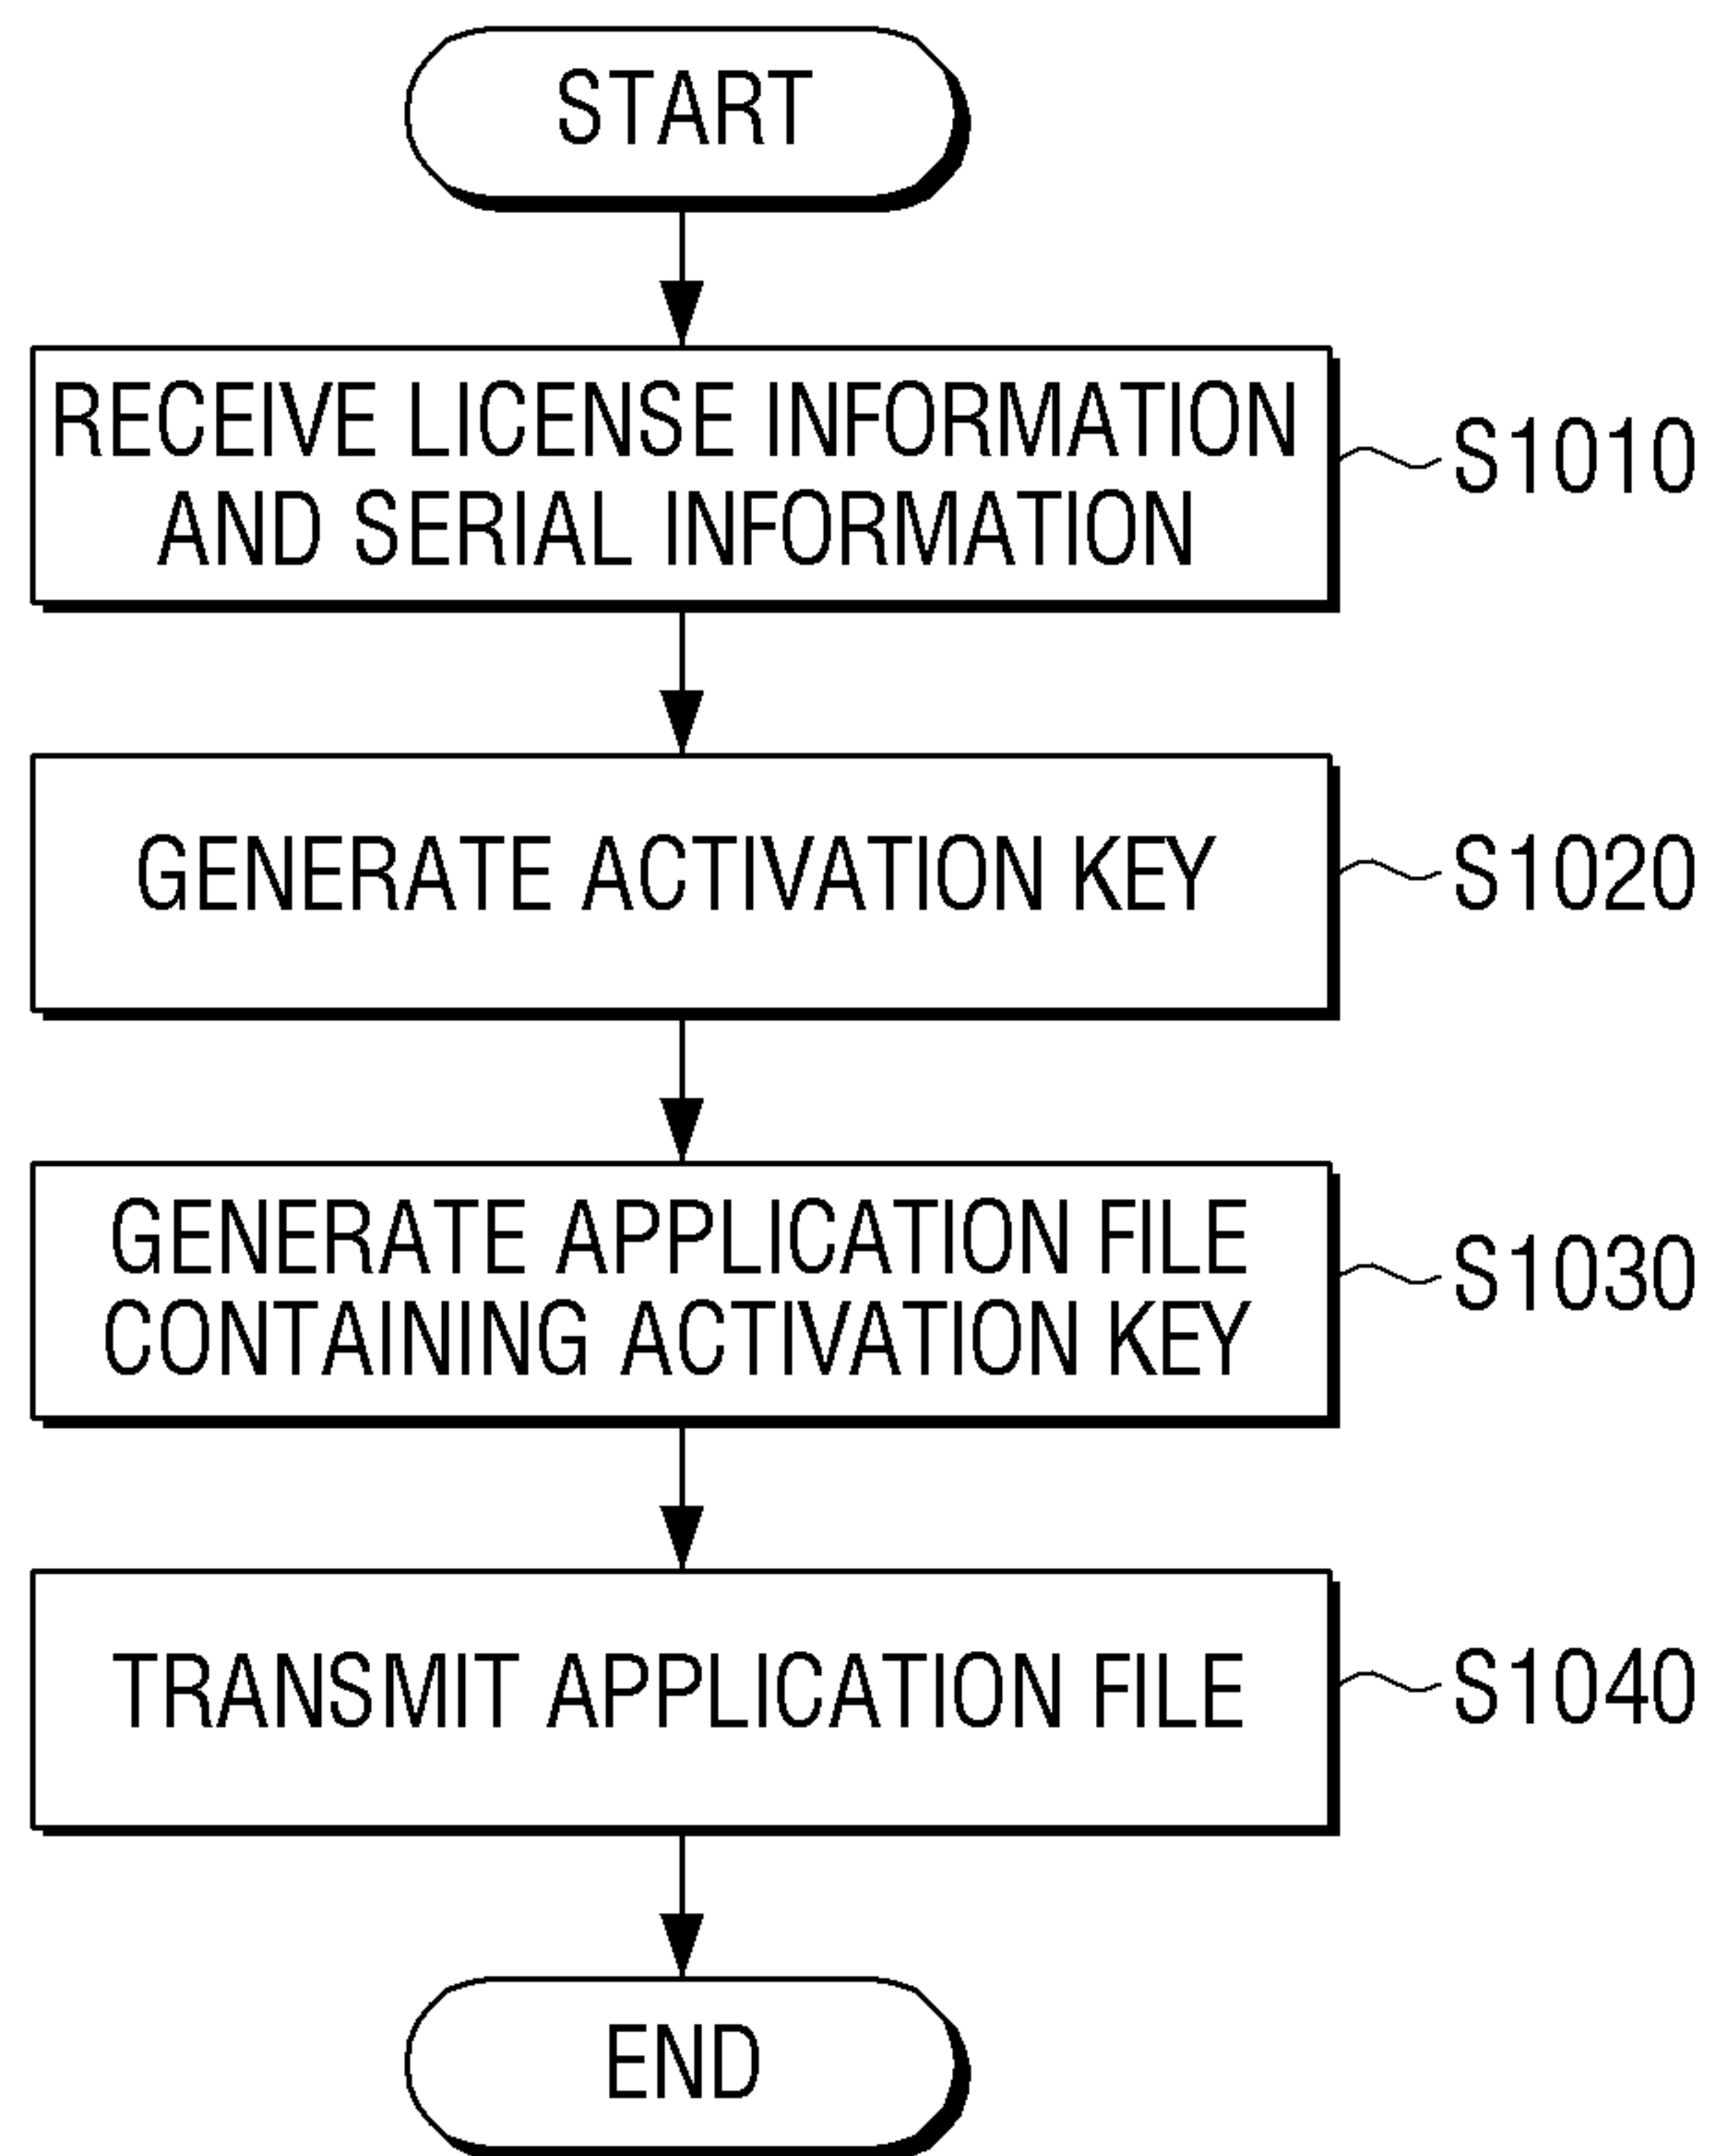 START
RECEIVE LICENSE INFORMATION
AND SERIAL INFORMATION
S1010
GENERATE ACTIVATION KEY
S1020
GENERATE APPLICATION FILE
CONTAINING ACTIVATION KEY
S1030
TRANSMIT APPLICATION FILE
S1040
END